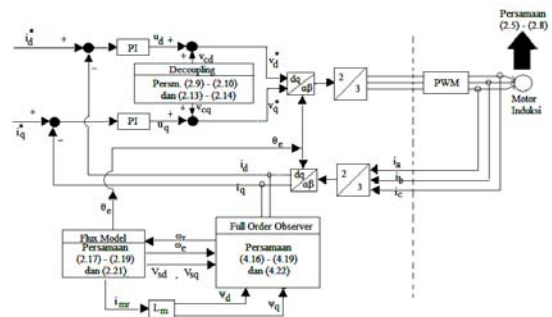 Persamaan
(2.5) - (2.8)
i*d
+
+
PI
ud
+
vcd
v*d
−
Decoupling
Persm. (2.9) - (2.10)
dan (2.13) - (2.14)
dq
αβ
2
3
PWM
Motor
Induksi
i*q
+
+
PI
uq
+
vcq
v*q
−
θe
id
iq
dq
αβ
2
3
ia
ib
ic
θe
Flux Model
Persamaan
(2.17) - (2.19)
dan (2.21)
ωr
ωe
Vsd , Vsq
Full Order Observer
Persamaan
(4.16) - (4.19)
dan (4.22)
imr
Lm
Ψd
Ψq